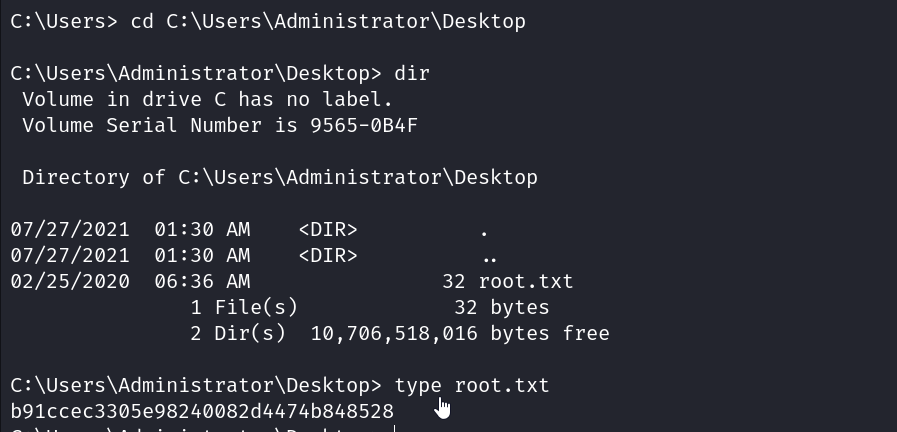 C:\Users> cd C:\Users\Administrator\Desktop
C:\Users\Administrator\Desktop> dir
Volume in drive C has no label.
Volume Serial Number is 9565-0B4F
Directory of C:\Users\Administrator\Desktop
07/27/2021  01:30 AM    <DIR>          .
07/27/2021  01:30 AM    <DIR>          ..
02/25/2020  06:36 AM                32 root.txt
1 File(s)             32 bytes
2 Dir(s)  10,706,518,016 bytes free
C:\Users\Administrator\Desktop> type root.txt
b91ccec3305e98240082d4474b848528